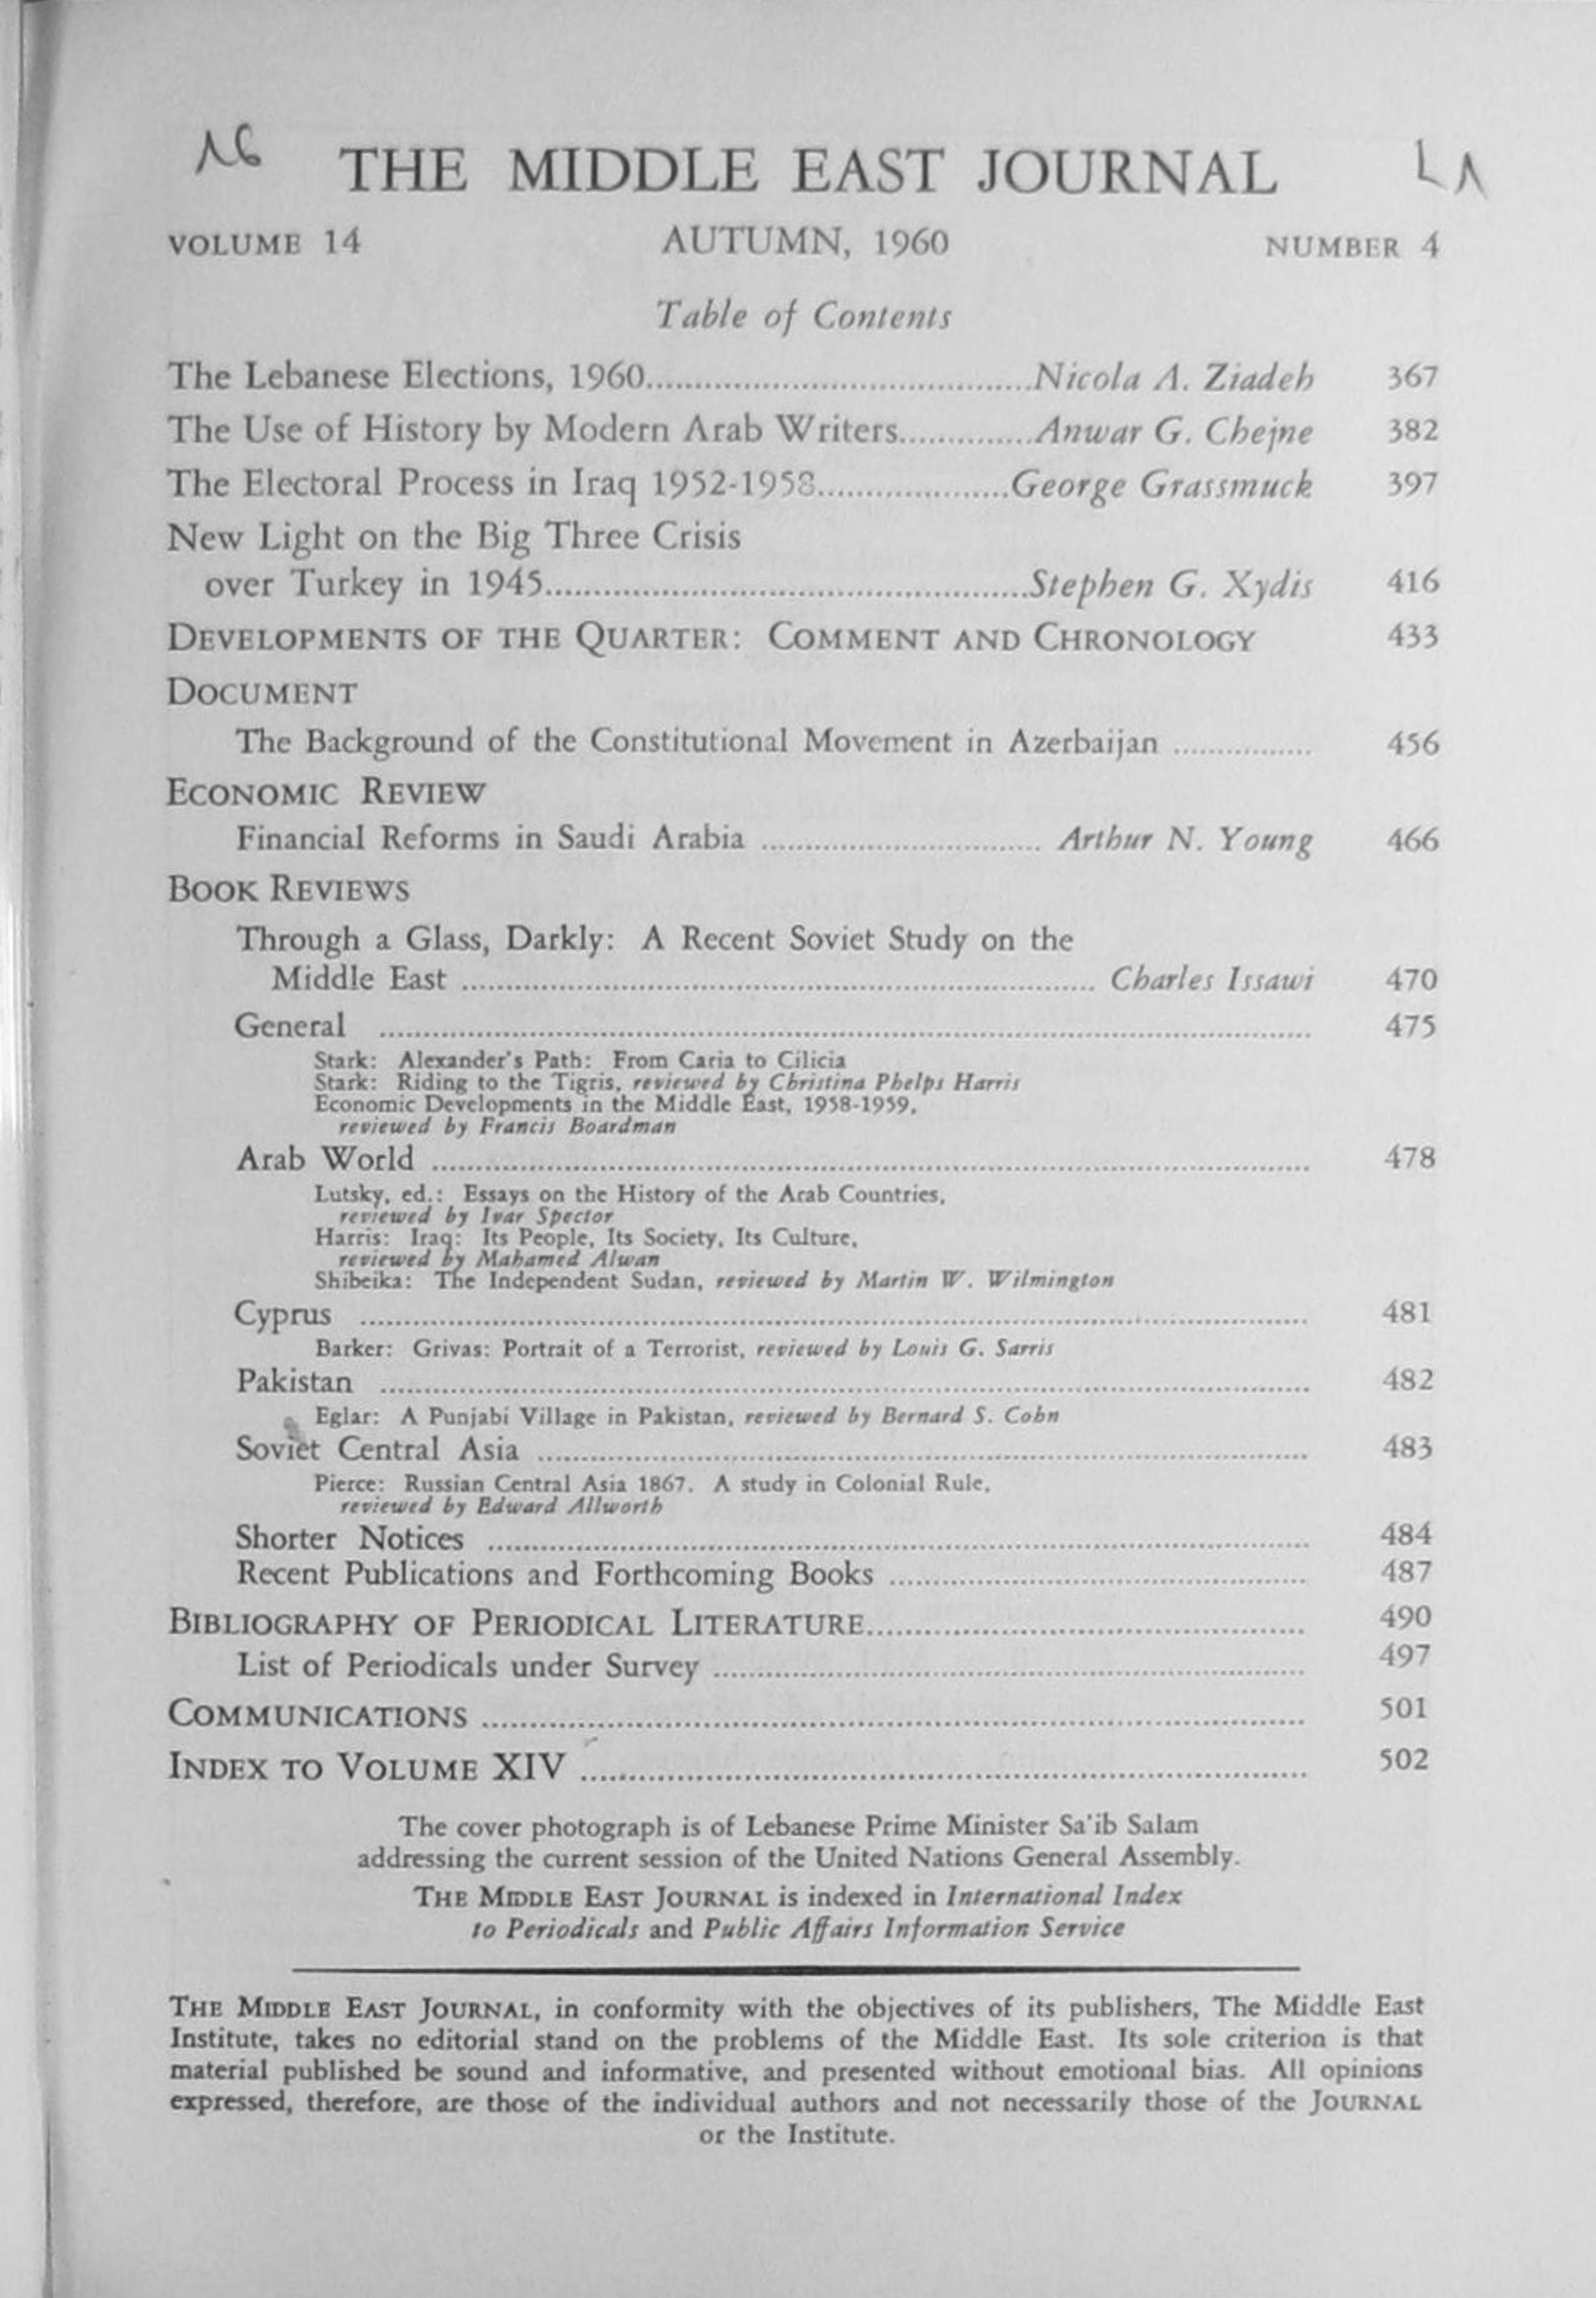 THE MIDDLE EAST JOURNAL
VOLUME 14 AUTUMN, 1960 NUMBER 4
Table of Contents
The Lebanese Elections, 1960......Nicola A. Ziadeh 367
The Use of History by Modern Arab Writers......Anwar G. Chejne 382
The Electoral Process in Iraq 1952-1958......George Grassmuck 397
New Light on the Big Three Crisis
over Turkey in 1945......Stephen G. Xydis 416
DEVELOPMENTS OF THE QUARTER: COMMENT AND CHRONOLOGY 433
DOCUMENT
The Background of the Constitutional Movement in Azerbaijan ...... 456
ECONOMIC REVIEW
Financial Reforms in Saudi Arabia ...... Arthur N. Young 466
BOOK REVIEWS
Through a Glass, Darkly: A Recent Soviet Study on the
Middle East ...... Charles Issawi 470
General ...... 475
Stark: Alexander's Path: From Caria to Cilicia
Stark: Riding to the Tigris, reviewed by Christina Phelps Harris
Economic Developments in the Middle East, 1958-1959,
reviewed by Francis Boardman
Arab World ...... 478
Lutsky, ed.: Essays on the History of the Arab Countries,
reviewed by Ivar Spector
Harris: Iraq: Its People, Its Society, Its Culture,
reviewed by Mahamed Alwan
Shibeika: The Independent Sudan, reviewed by Martin W. Wilmington
Cyprus ...... 481
Barker: Grivas: Portrait of a Terrorist, reviewed by Louis G. Sarris
Pakistan ...... 482
Eglar: A Punjabi Village in Pakistan, reviewed by Bernard S. Cohn
Soviet Central Asia ...... 483
Pierce: Russian Central Asia 1867. A study in Colonial Rule,
reviewed by Edward Allworth
Shorter Notices ...... 484
Recent Publications and Forthcoming Books ...... 487
BIBLIOGRAPHY OF PERIODICAL LITERATURE...... 490
List of Periodicals under Survey ...... 497
COMMUNICATIONS ...... 501
INDEX TO VOLUME XIV ...... 502
The cover photograph is of Lebanese Prime Minister Sa'ib Salam
addressing the current session of the United Nations General Assembly.
THE MIDDLE EAST JOURNAL is indexed in International Index
to Periodicals and Public Affairs Information Service
THE MIDDLE EAST JOURNAL, in conformity with the objectives of its publishers, The Middle East
Institute, takes no editorial stand on the problems of the Middle East. Its sole criterion is that
material published be sound and informative, and presented without emotional bias. All opinions
expressed, therefore, are those of the individual authors and not necessarily those of the JOURNAL
or the Institute.